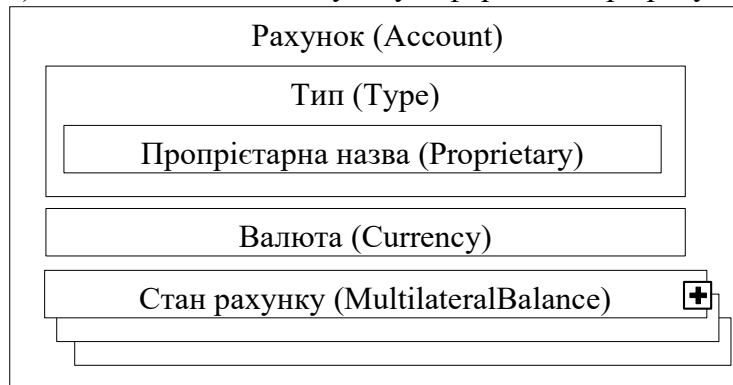 Рахунок (Account)
Тип (Type)
Пропрієтарна назва (Proprietary)
Валюта (Currency)
Стан рахунку (MultilateralBalance)